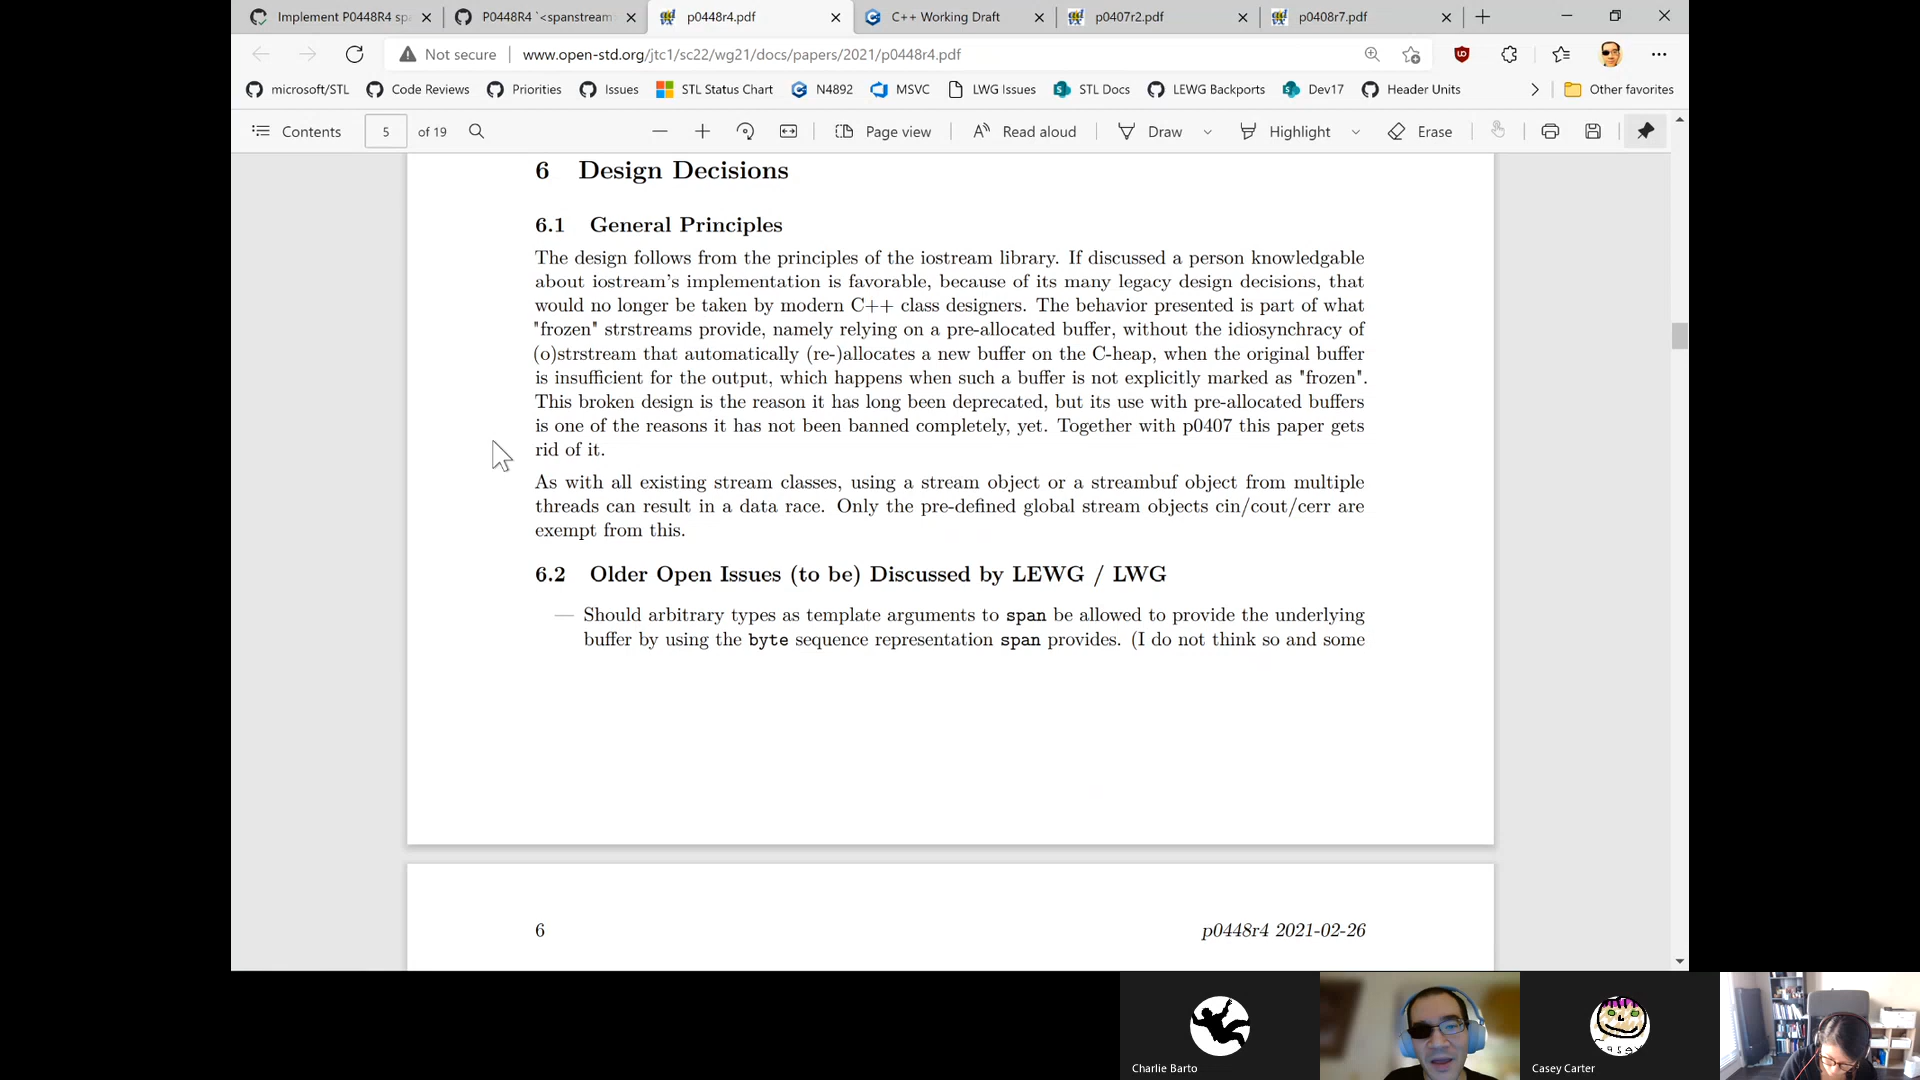 Implement P0448R4 sp
P0448R4 `<spanstream
p0448r4.pdf
C++ Working Draft
p0407r2.pdf
p0408r7.pdf
Not secure
www.open-std.org/jtc1/sc22/wg21/docs/papers/2021/p0448r4.pdf
microsoft/STL
Code Reviews
Priorities
Issues
STL Status Chart
N4892
MSVC
LWG Issues
STL Docs
LEWG Backports
Dev17
Header Units
Other favorites
Contents
5
of 19
Page view
Read aloud
Draw
Highlight
Erase
6 Design Decisions
6.1 General Principles
The design follows from the principles of the iostream library. If discussed a person knowledgable
about iostream's implementation is favorable, because of its many legacy design decisions, that
would no longer be taken by modern C++ class designers. The behavior presented is part of what
"frozen" strstreams provide, namely relying on a pre-allocated buffer, without the idiosynchracy of
(o)strstream that automatically (re-)allocates a new buffer on the C-heap, when the original buffer
is insufficient for the output, which happens when such a buffer is not explicitly marked as "frozen".
This broken design is the reason it has long been deprecated, but its use with pre-allocated buffers
is one of the reasons it has not been banned completely, yet. Together with p0407 this paper gets
rid of it.
As with all existing stream classes, using a stream object or a streambuf object from multiple
threads can result in a data race. Only the pre-defined global stream objects cin/cout/cerr are
exempt from this.
6.2 Older Open Issues (to be) Discussed by LEWG / LWG
— Should arbitrary types as template arguments to span be allowed to provide the underlying
buffer by using the byte sequence representation span provides. (I do not think so and some
6
p0448r4 2021-02-26
Charlie Barto
Casey Carter